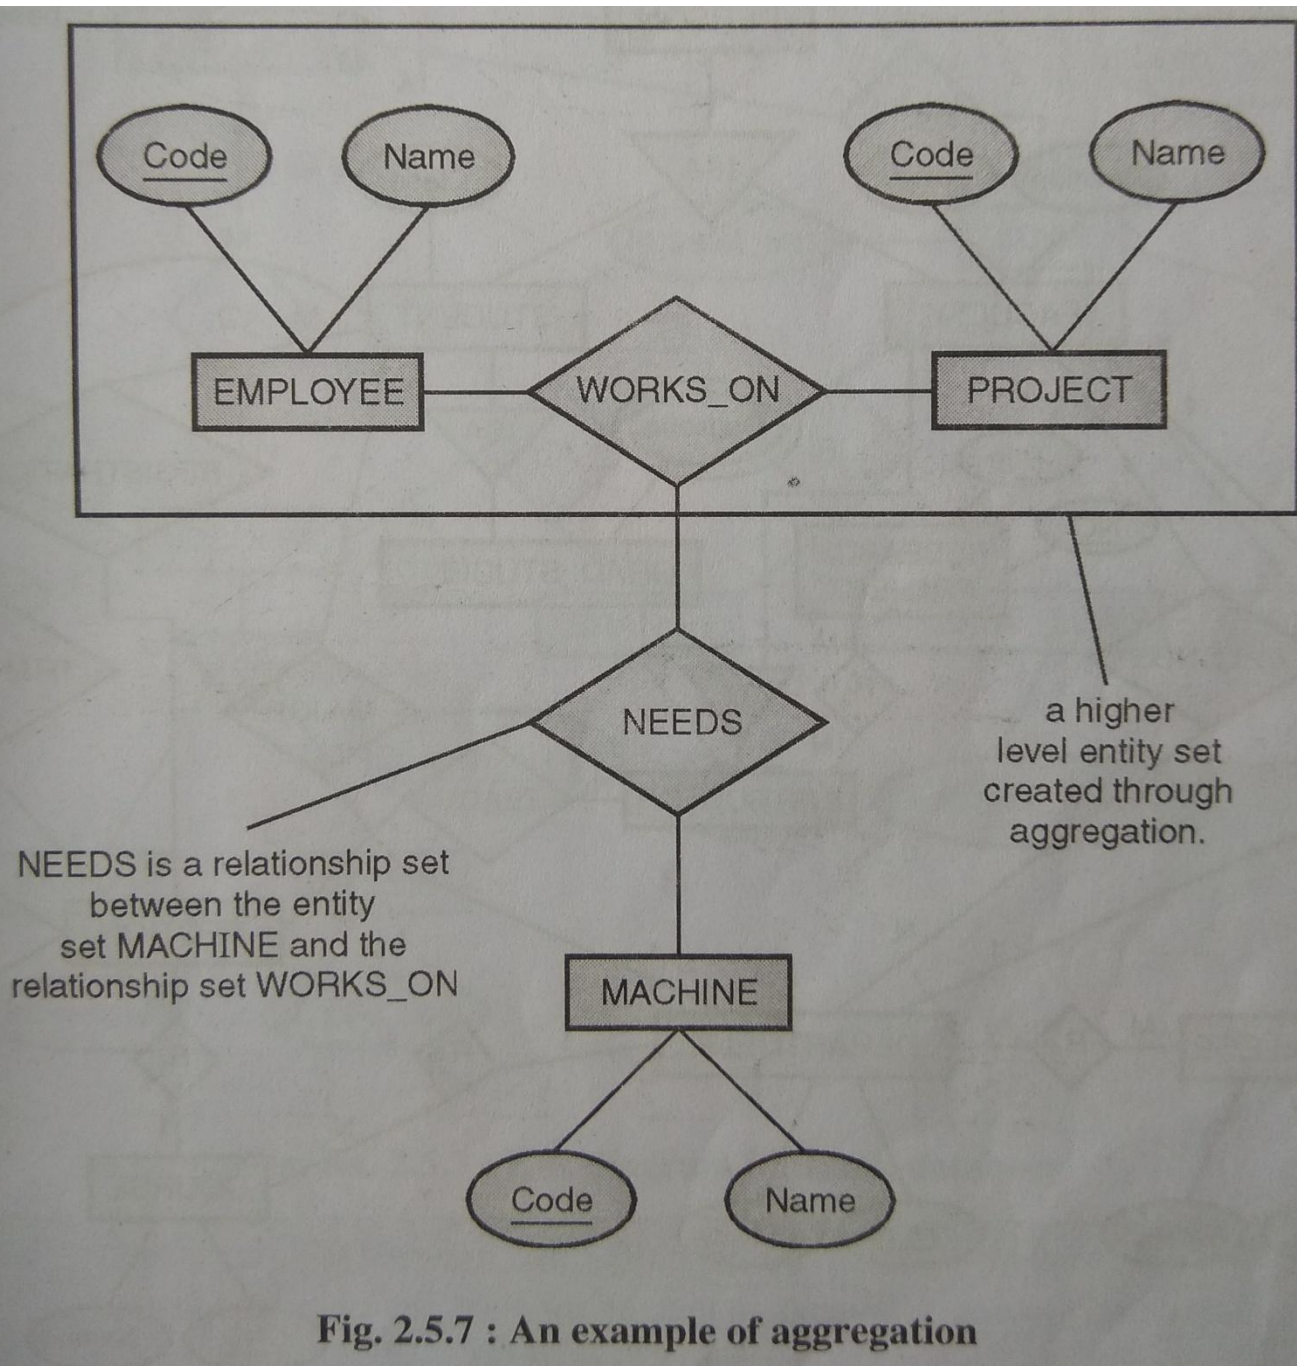 Code
Name
Code
Name
EMPLOYEE
WORKS_ON
PROJECT
NEEDS
a higher
level entity set
created through
aggregation.
NEEDS is a relationship set
between the entity
set MACHINE and the
relationship set WORKS_ON
MACHINE
Code
Name
Fig. 2.5.7 : An example of aggregation